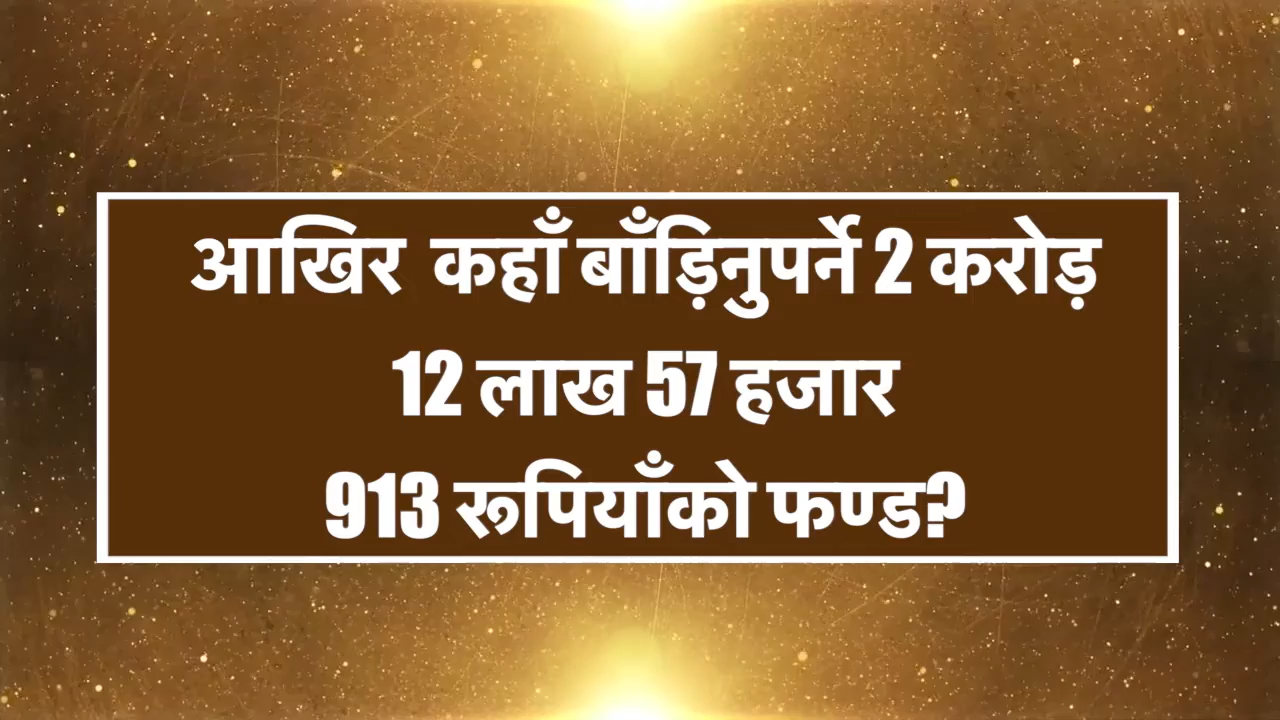 आखिर कहाँ बाँड़िनुपर्ने 2 करोड़
12 लाख 57 हजार
913 रूपियाँको फण्ड?